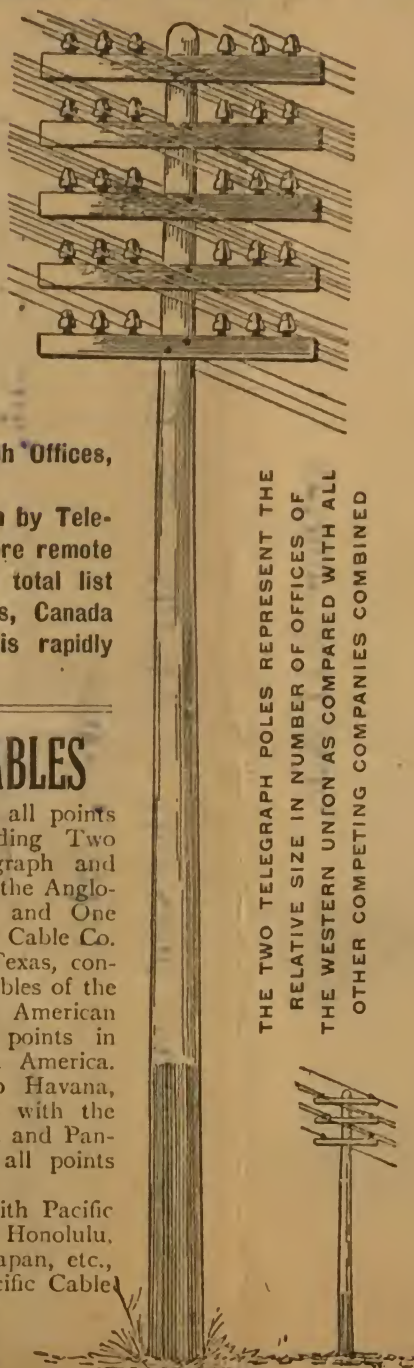 h Offices,
by Tele-
re remote
total list
s, Canada
is rapidly
ABLES
all points
ding Two
graph and
the Anglo-
and One
Cable Co.
Texas, con-
bles of the
American
points in
America.
o Havana,
with the
and Pan-
all points
ith Pacific
Honolulu,
apan, etc.,
cific Cable
THE TWO TELEGRAPH POLES REPRESENT THE
RELATIVE SIZE IN NUMBER OF OFFICES OF
THE WESTERN UNION AS COMPARED WITH ALL
OTHER COMPETING COMPANIES COMBINED